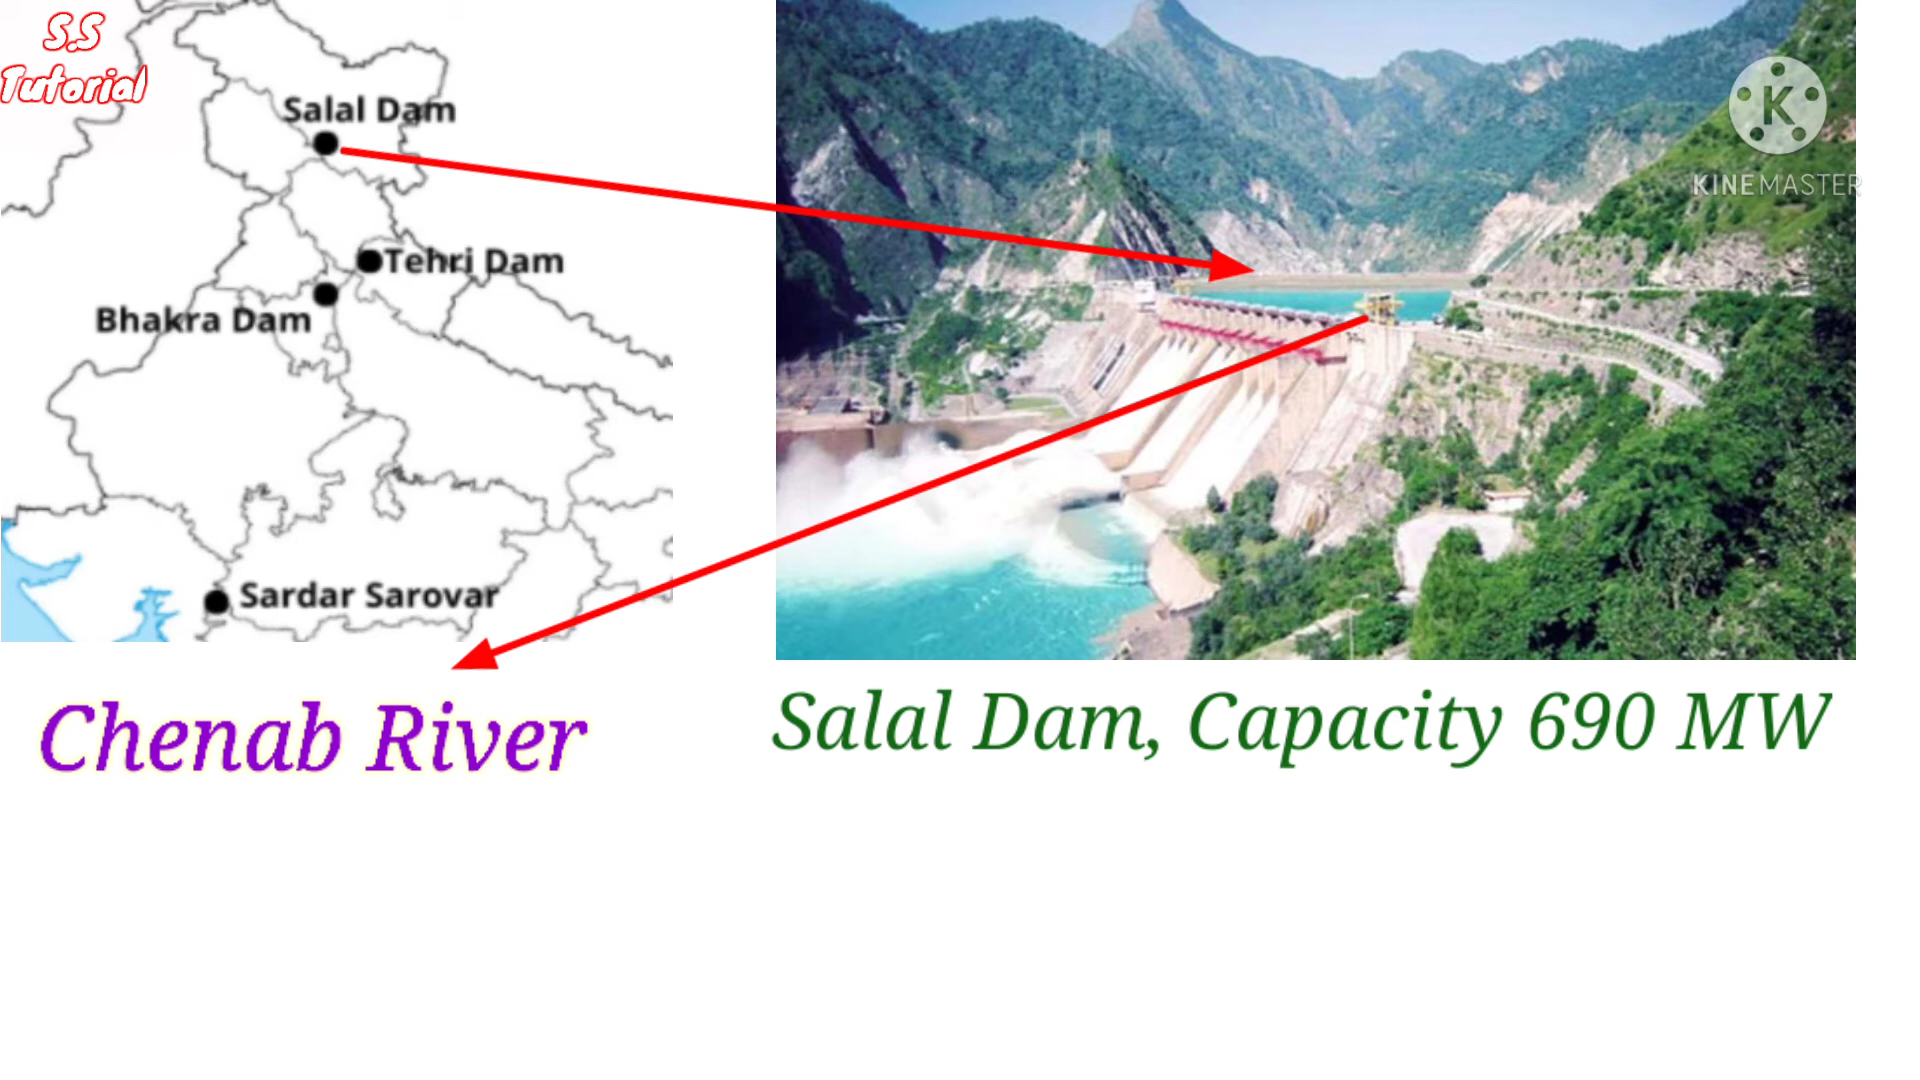 S.S
Tutorial
Salal Dam
Tehri Dam
Bhakra Dam
Sardar Sarovar
K
KINEMASTER
Chenab River
Salal Dam, Capacity 690 MW